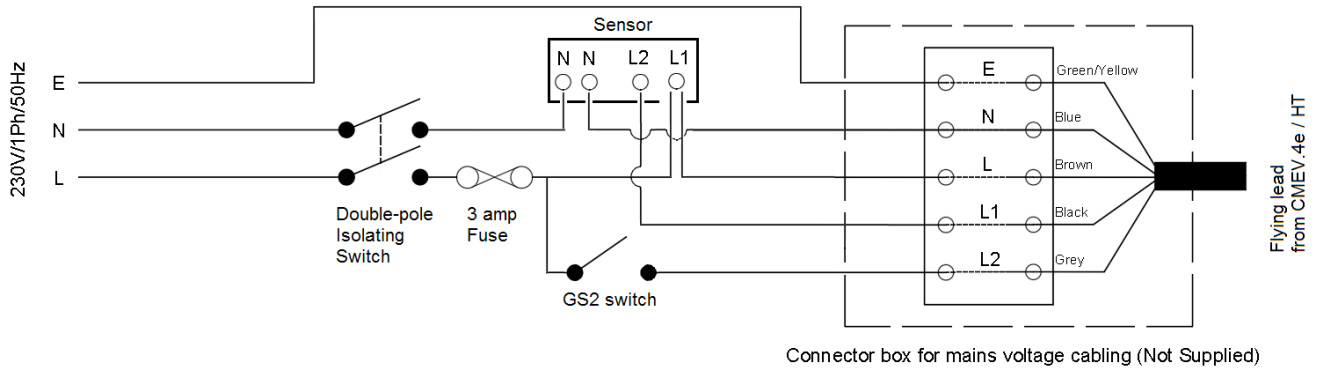 230V/1Ph/50Hz
E
N
L
Double-pole
Isolating
Switch
3 amp
Fuse
Sensor
N N L2 L1
GS2 switch
E
N
L
L1
L2
Green/Yellow
Blue
Brown
Black
Grey
Flying lead
from CMEV.4e / HT
Connector box for mains voltage cabling (Not Supplied)